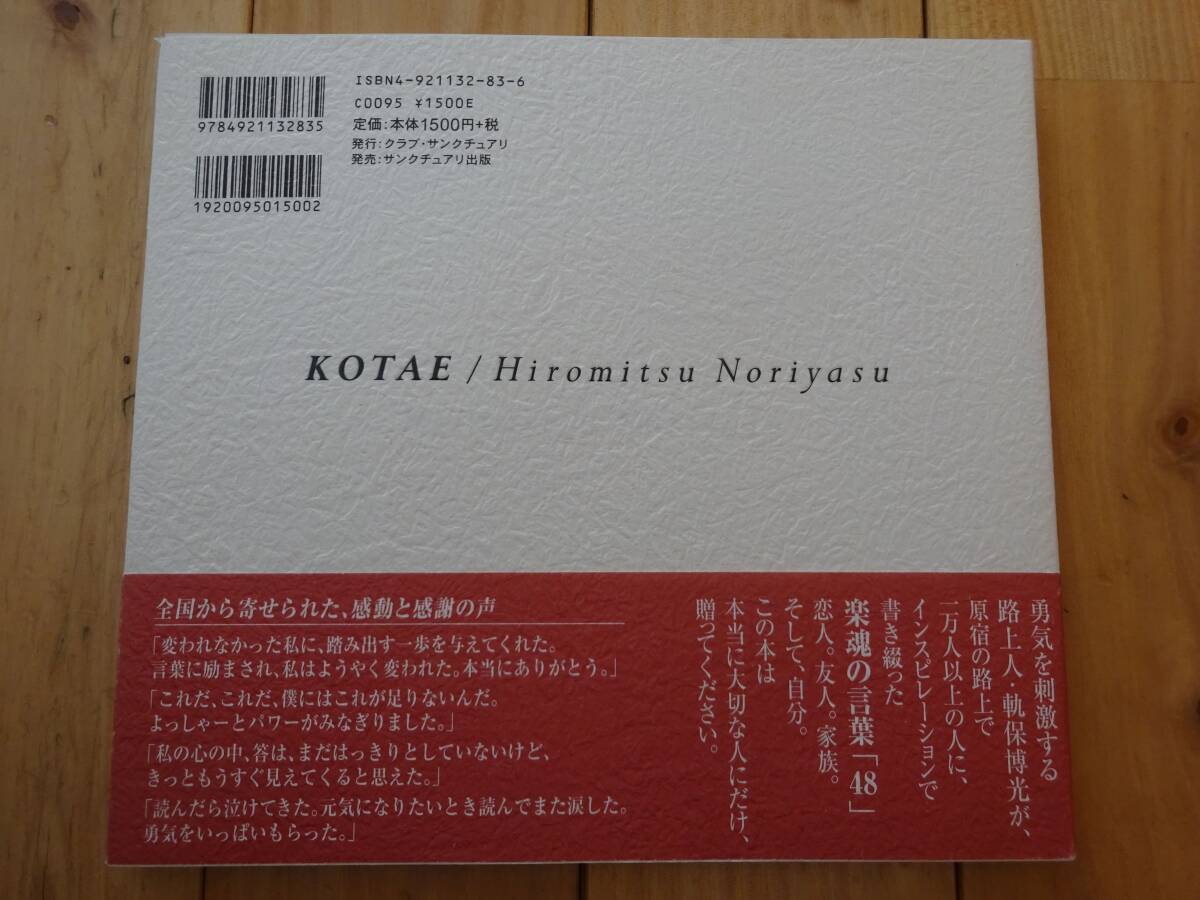 ISBN4-921132-83-6
C0095 ¥1500E
定価:本体1500円+税
発行:クラブ・サンクチュアリ
発売:サンクチュアリ出版
9784921132835
1920095015002
KOTAE / Hiromitsu Noriyasu
勇気を刺激する
路上人・軌保博光が、
原宿の路上で
一万人以上の人に、
インスピレーションで
書き綴った
楽魂の言葉「48」
恋人。友人。家族。
そして、自分。
この本は
本当に大切な人にだけ、
贈ってください。
全国から寄せられた、感動と感謝の声
「変われなかった私に、踏み出す一歩を与えてくれた。
言葉に励まされ、私はようやく変われた。本当にありがとう。」
「これだ、これだ、僕にはこれが足りないんだ。
よっしゃーとパワーがみなぎりました。」
「私の心の中、答は、まだはっきりとしていないけど、
きっともうすぐ見えてくると思えた。」
「読んだら泣けてきた。元気になりたいとき読んでまた涙した。
勇気をいっぱいもらった。」